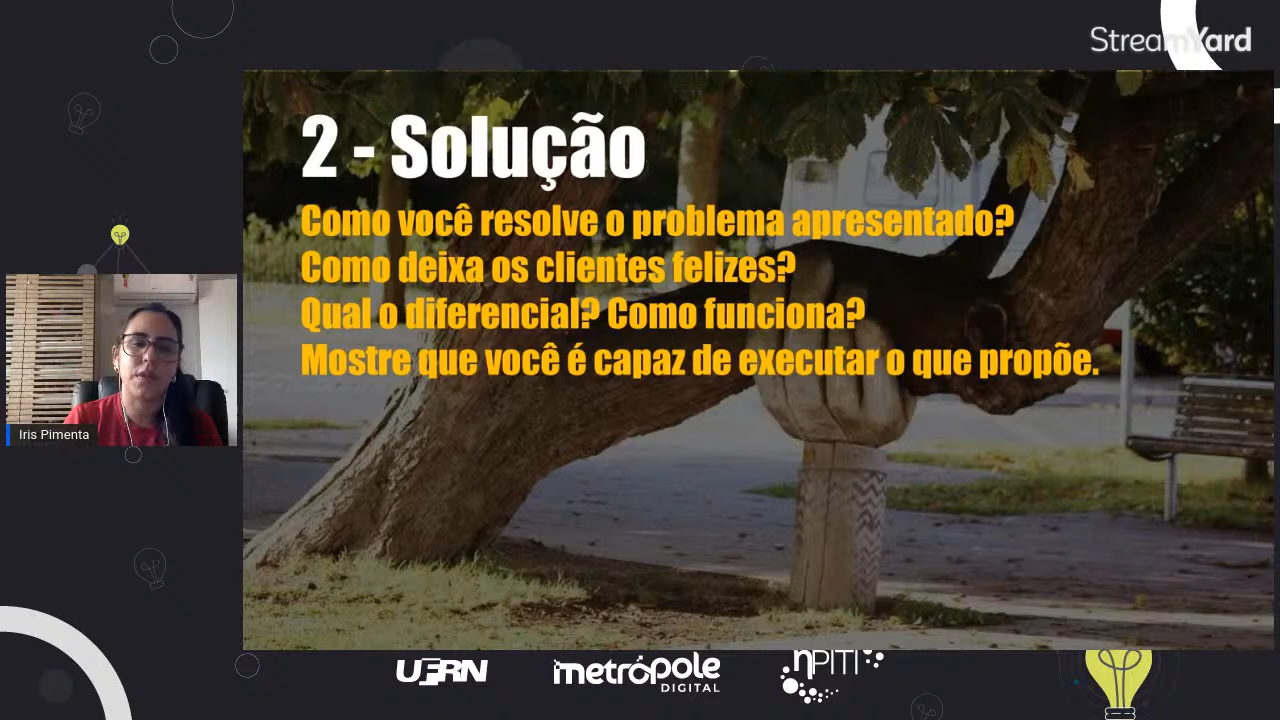 StreamYard
2 - Solução
Como você resolve o problema apresentado?
Como deixa os clientes felizes?
Qual o diferencial? Como funciona?
Mostre que você é capaz de executar o que propõe.
Iris Pimenta
UFRN
metrópole
DIGITAL
nPITI